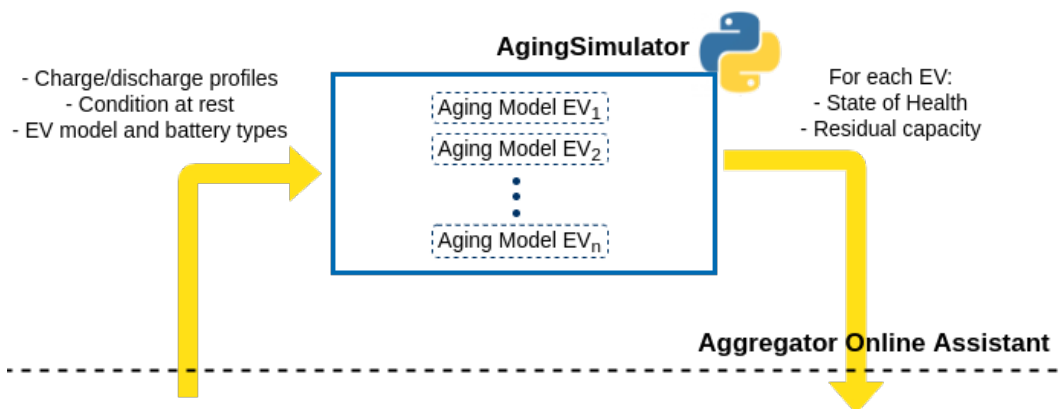 AgingSimulator
- Charge/discharge profiles
- Condition at rest
- EV model and battery types
Aging Model EV1
Aging Model EV2
Aging Model EVn
For each EV:
- State of Health
- Residual capacity
Aggregator Online Assistant